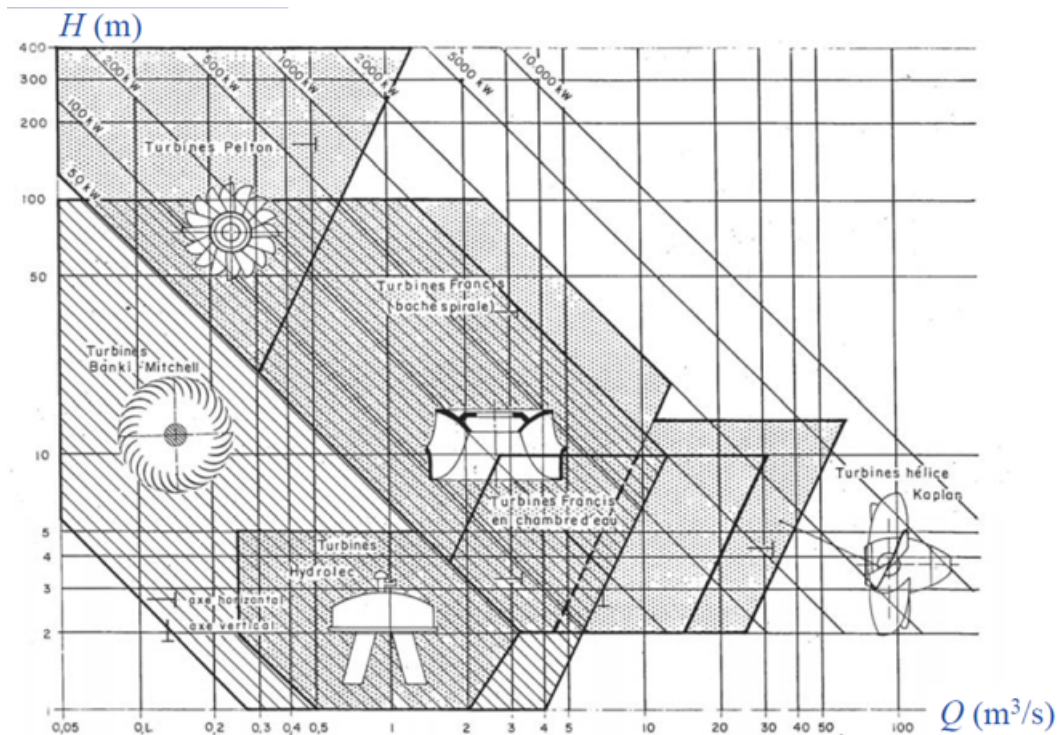 H (m)
400
300
200
100
50
10
5
4
3
2
1
50 kW
100 kW
200 kW
500 kW
1000 kW
2000 kW
5000 kW
10 000 kW
Turbines Pelton
Turbines Francis
(bache spirale)
Turbines
Banki-Mitchell
Turbines hélice
Kaplan
Turbines Francis
en chambre d'eau
Turbines
Hydrolec
axe horizontal
axe vertical
0,05 0,1 0,2 0,3 0,4 0,5 1 2 3 4 5 10 20 30 40 50 100
Q (m³/s)